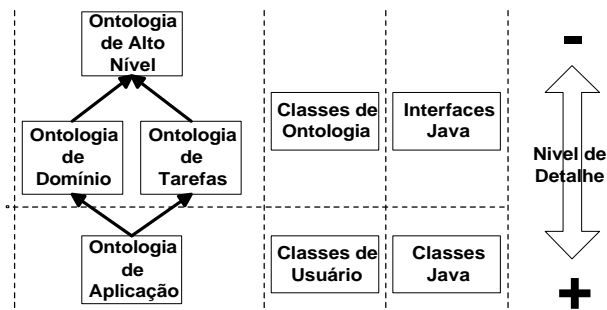 Ontologia
de Alto
Nível
-
Classes de
Ontologia
Interfaces
Java
Ontologia
de
Domínio
Ontologia
de
Tarefas
Nivel de
Detalhe
Ontologia
de
Aplicação
Classes de
Usuário
Classes
Java
+